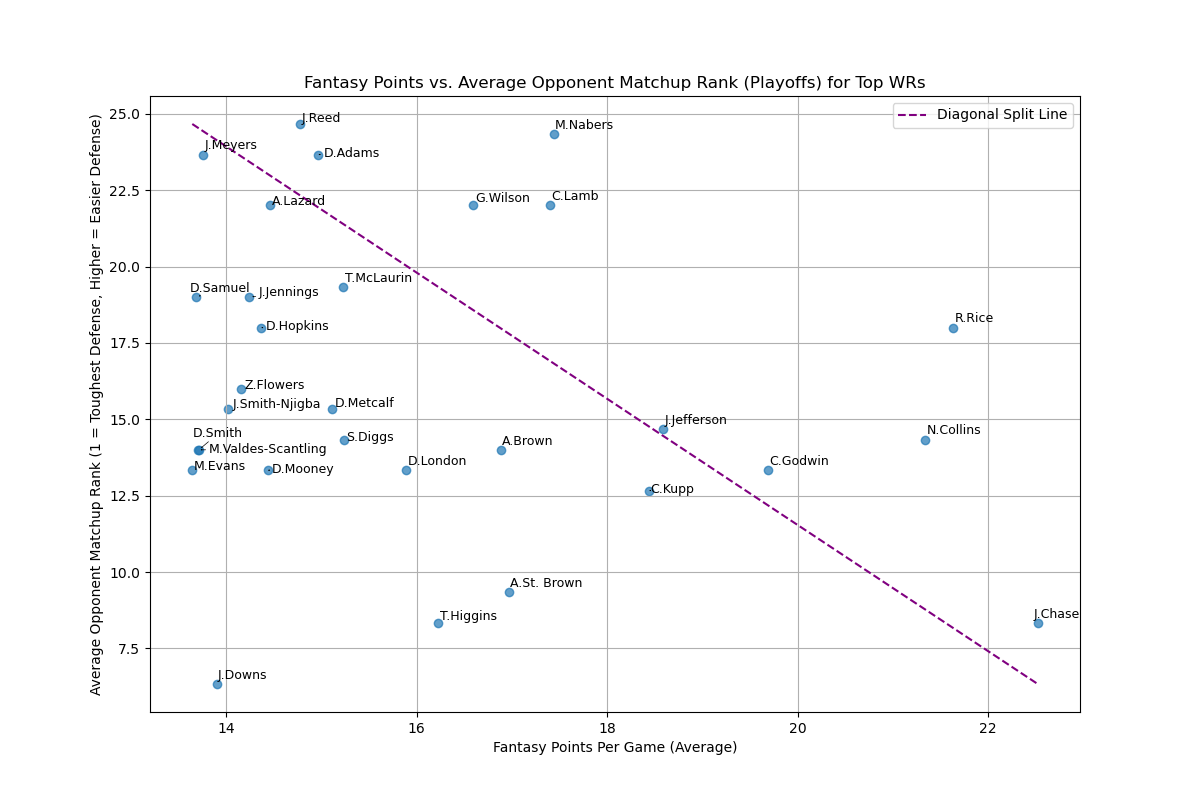 Fantasy Points vs. Average Opponent Matchup Rank (Playoffs) for Top WRs
Diagonal Split Line
Average Opponent Matchup Rank (1 = Toughest Defense, Higher = Easier Defense)
25.0
22.5
20.0
17.5
15.0
12.5
10.0
7.5
J.Reed
M.Nabers
J.Meyers
D.Adams
A.Lazard
G.Wilson
C.Lamb
T.McLaurin
D.Samuel
J.Jennings
D.Hopkins
R.Rice
Z.Flowers
J.Smith-Njigba
D.Metcalf
J.Jefferson
D.Smith
S.Diggs
N.Collins
M.Valdes-Scantling
A.Brown
M.Evans
D.Mooney
D.London
C.Godwin
C.Kupp
A.St. Brown
T.Higgins
J.Chase
J.Downs
14
16
18
20
22
Fantasy Points Per Game (Average)